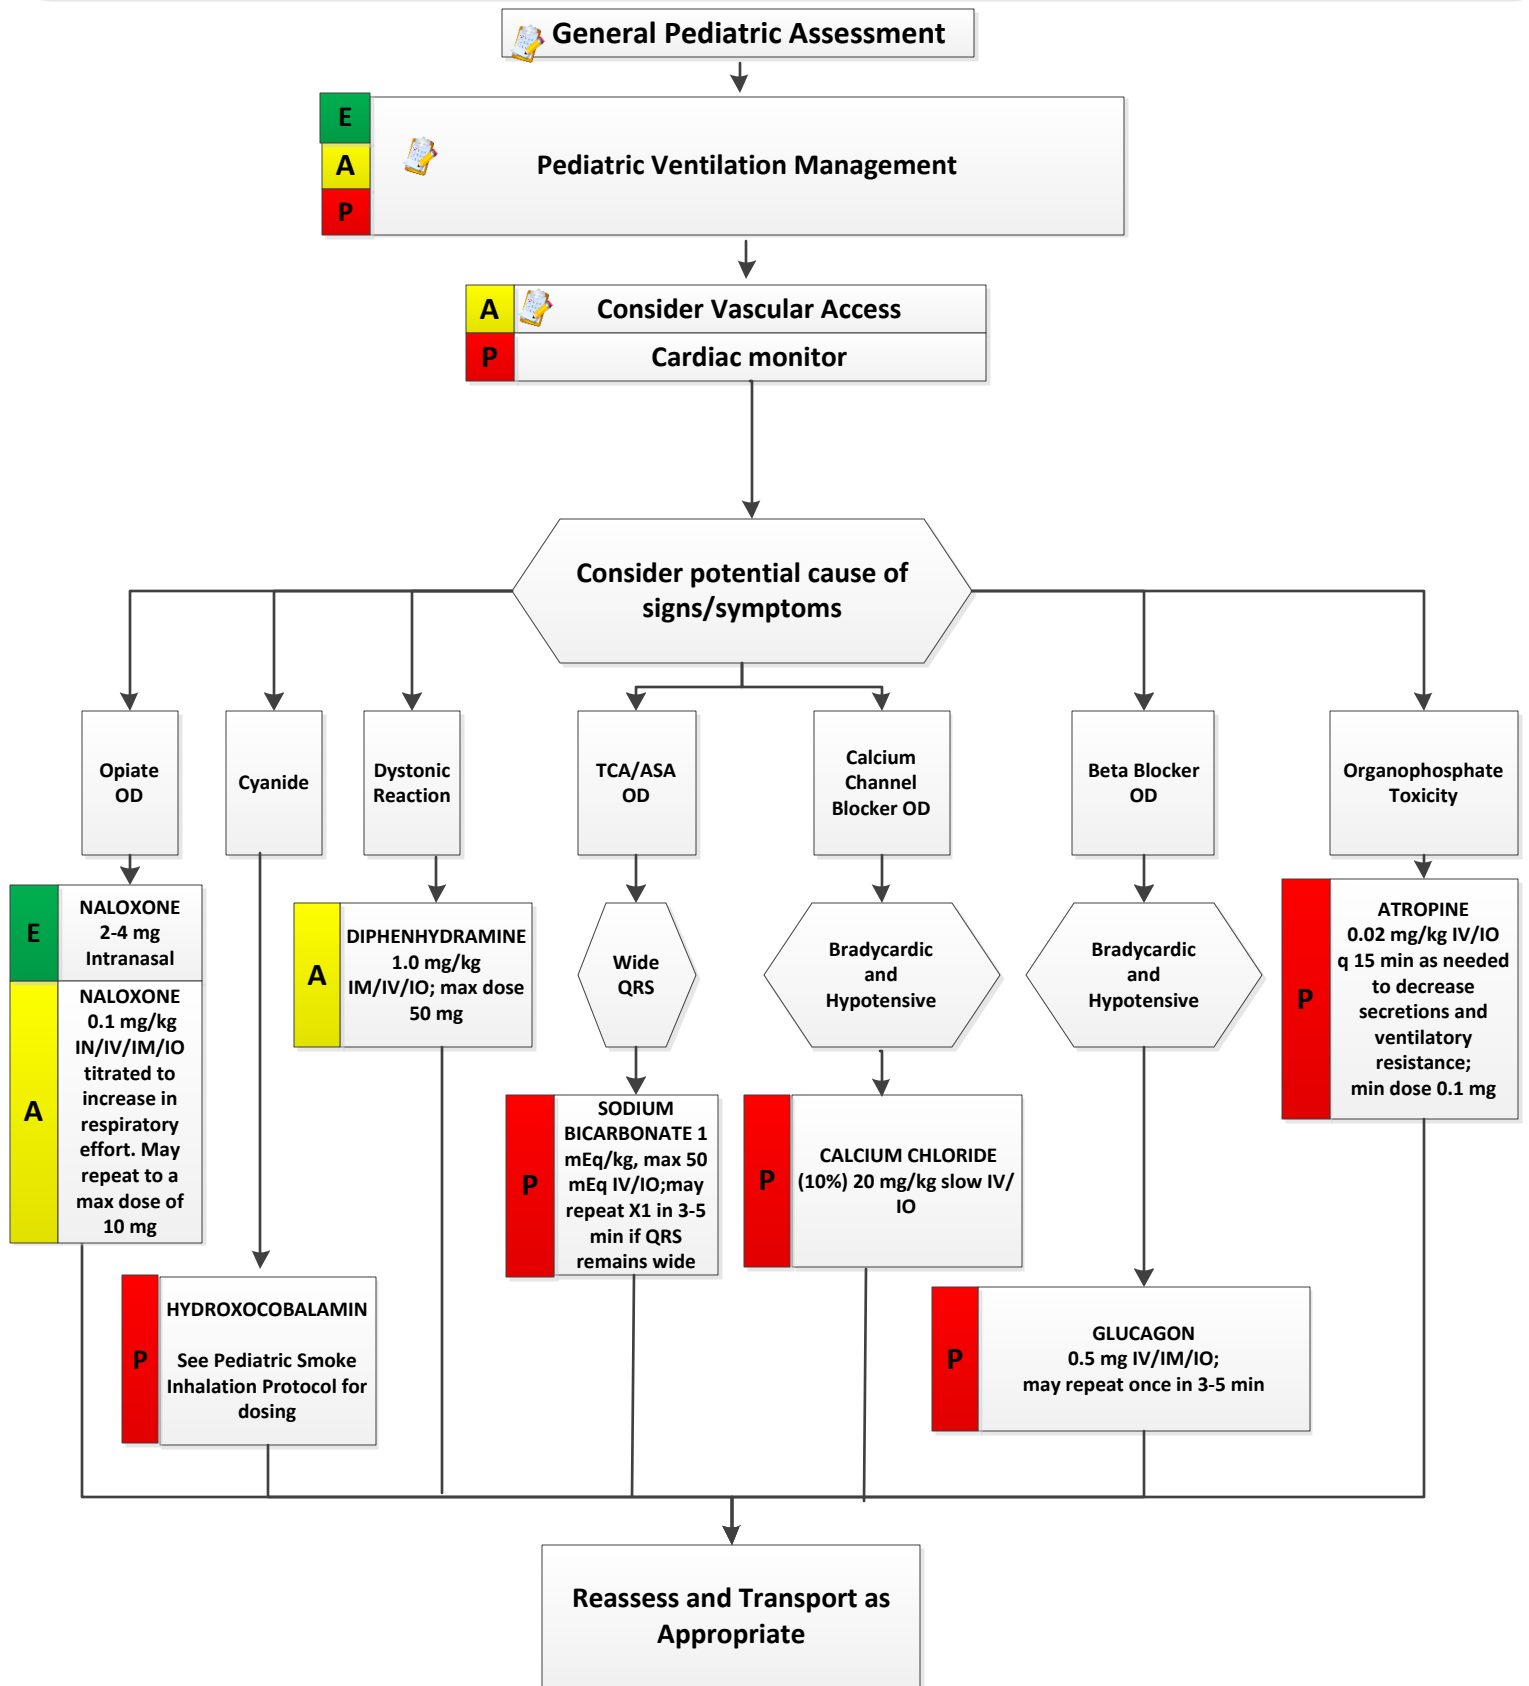 General Pediatric Assessment
E
A
P
Pediatric Ventilation Management
A
Consider Vascular Access
P
Cardiac monitor
Consider potential cause of
signs/symptoms
Opiate
OD
Cyanide
Dystonic
Reaction
TCA/ASA
OD
Calcium
Channel
Blocker OD
Beta Blocker
OD
Organophosphate
Toxicity
E
NALOXONE
2-4 mg
Intranasal
A
NALOXONE
0.1 mg/kg
IN/IV/IM/IO
titrated to
increase in
respiratory
effort. May
repeat to a
max dose of
10 mg
P
HYDROXOCOBALAMIN
See Pediatric Smoke
Inhalation Protocol for
dosing
A
DIPHENHYDRAMINE
1.0 mg/kg
IM/IV/IO; max dose
50 mg
Wide
QRS
P
SODIUM
BICARBONATE 1
mEq/kg, max 50
mEq IV/IO;may
repeat X1 in 3-5
min if QRS
remains wide
Bradycardic
and
Hypotensive
P
CALCIUM CHLORIDE
(10%) 20 mg/kg slow IV/
IO
Bradycardic
and
Hypotensive
P
GLUCAGON
0.5 mg IV/IM/IO;
may repeat once in 3-5 min
P
ATROPINE
0.02 mg/kg IV/IO
q 15 min as needed
to decrease
secretions and
ventilatory
resistance;
min dose 0.1 mg
Reassess and Transport as
Appropriate